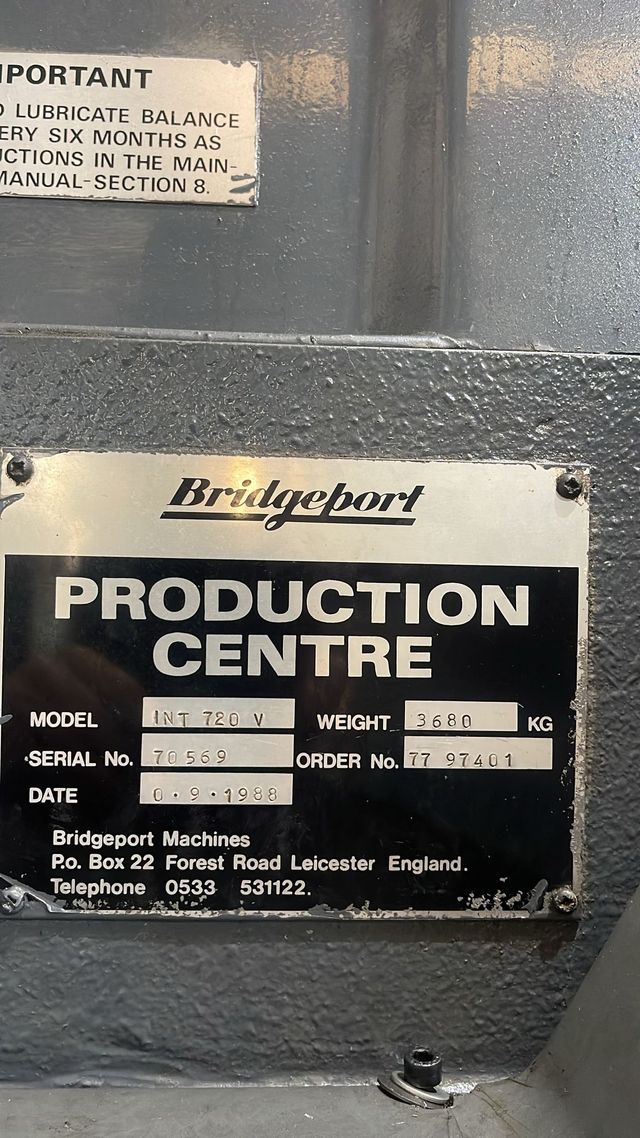 MPORTANT
LUBRICATE BALANCE
ERY SIX MONTHS AS
UCTIONS IN THE MAIN-
MANUAL-SECTION 8.
Bridgeport
PRODUCTION
CENTRE
MODEL INT 720 V WEIGHT 3680 KG
SERIAL No. 70569 ORDER No. 77 97401
DATE 0·9·1988
Bridgeport Machines
P.o. Box 22 Forest Road Leicester England.
Telephone 0533 531122.